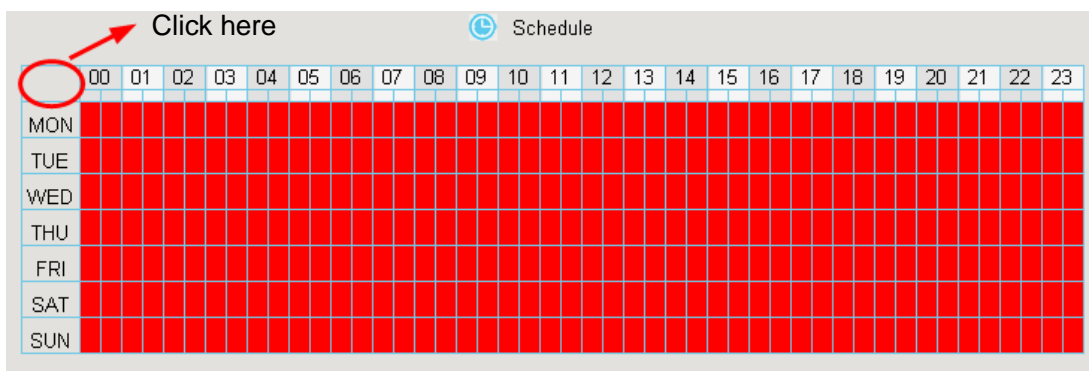 Click here Schedule
00 01 02 03 04 05 06 07 08 09 10 11 12 13 14 15 16 17 18 19 20 21 22 23
MON
TUE
WED
THU
FRI
SAT
SUN